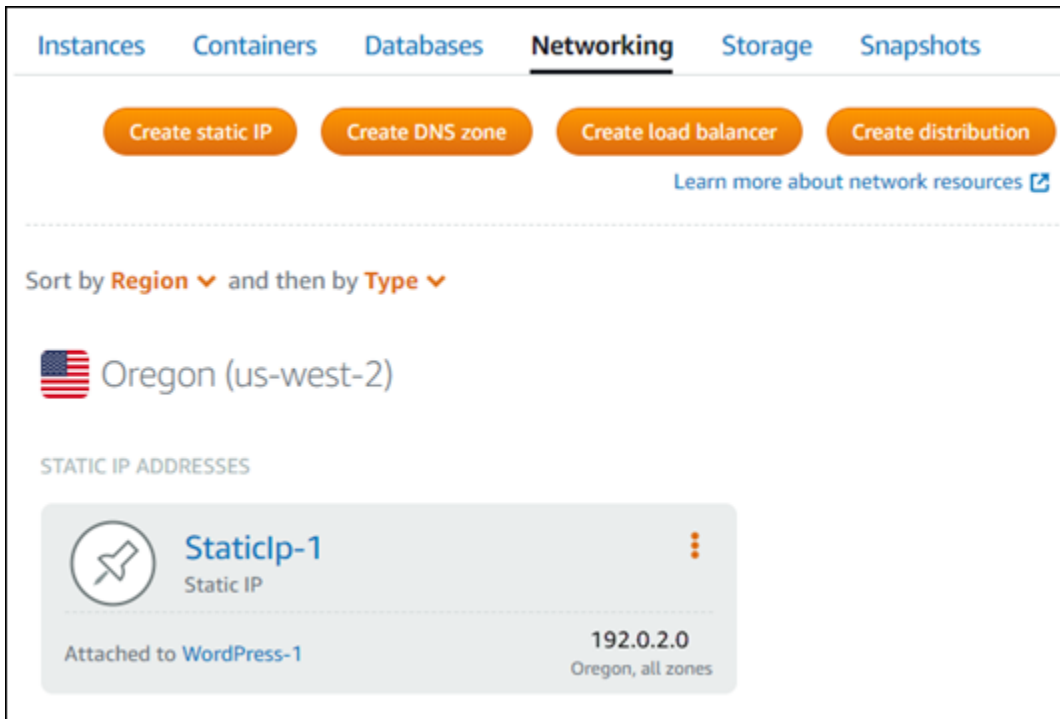 Instances Containers Databases Networking Storage Snapshots
Create static IP Create DNS zone Create load balancer Create distribution
Learn more about network resources
Sort by Region and then by Type
Oregon (us-west-2)
STATIC IP ADDRESSES
StaticIp-1
Static IP
Attached to WordPress-1 192.0.2.0
Oregon, all zones